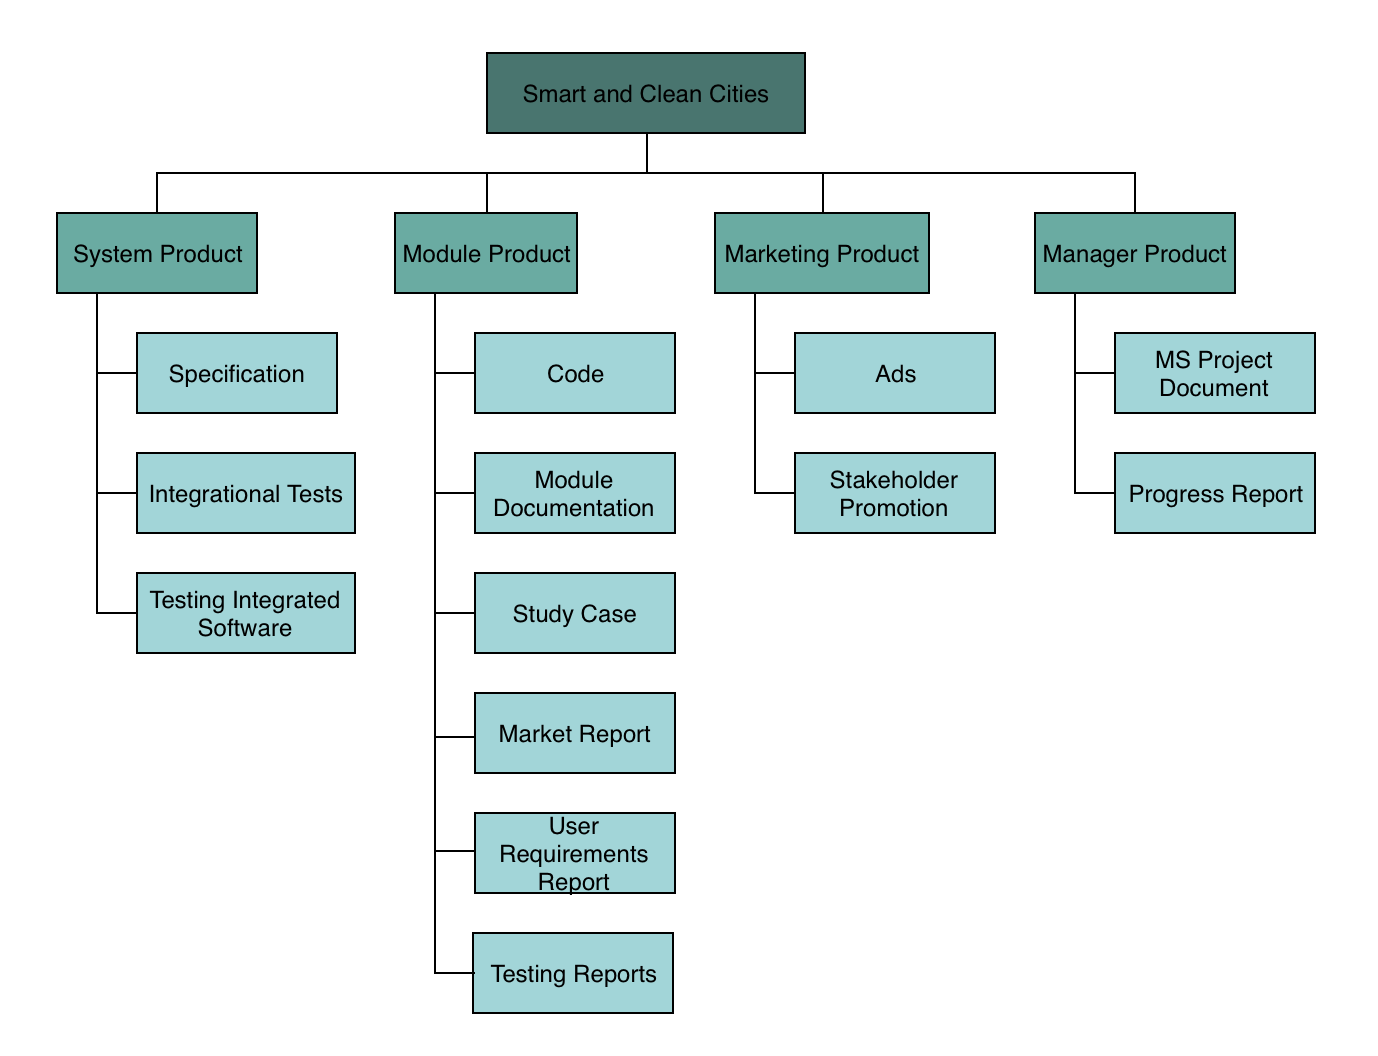 Smart and Clean Cities
System Product
Module Product
Marketing Product
Manager Product
Specification
Integrational Tests
Testing Integrated
Software
Code
Module
Documentation
Study Case
Market Report
User
Requirements
Report
Testing Reports
Ads
Stakeholder
Promotion
MS Project
Document
Progress Report